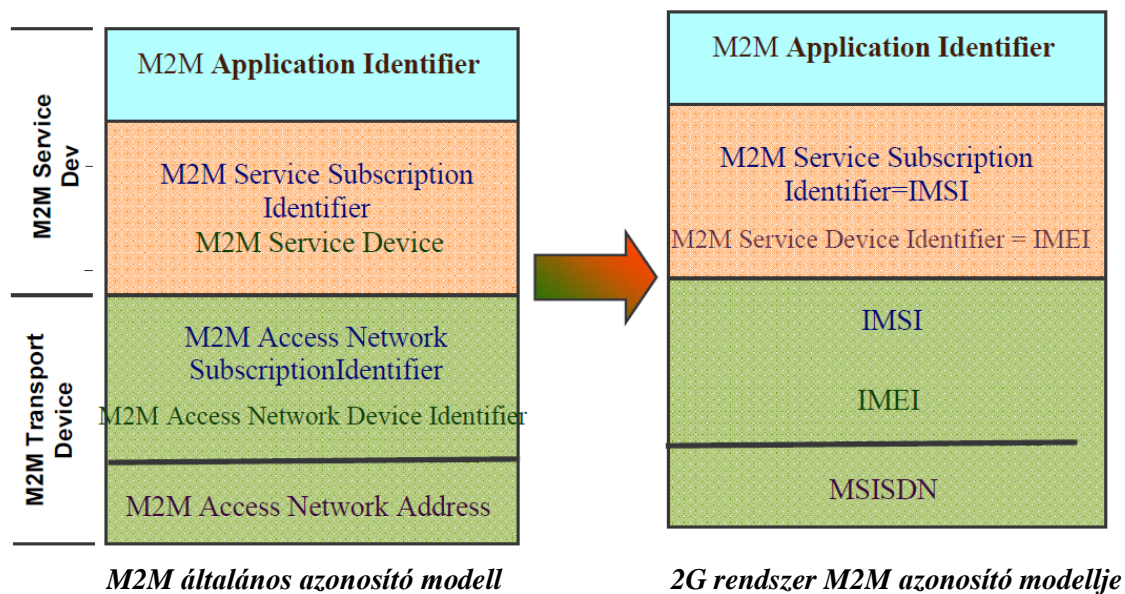 M2M Service
Dev
M2M Transport
Device
M2M Application Identifier
M2M Service Subscription
Identifier
M2M Service Device
M2M Access Network
SubscriptionIdentifier
M2M Access Network Device Identifier
M2M Access Network Address
M2M általános azonosító modell
M2M Application Identifier
M2M Service Subscription
Identifier=IMSI
M2M Service Device Identifier = IMEI
IMSI
IMEI
MSISDN
2G rendszer M2M azonosító modellje